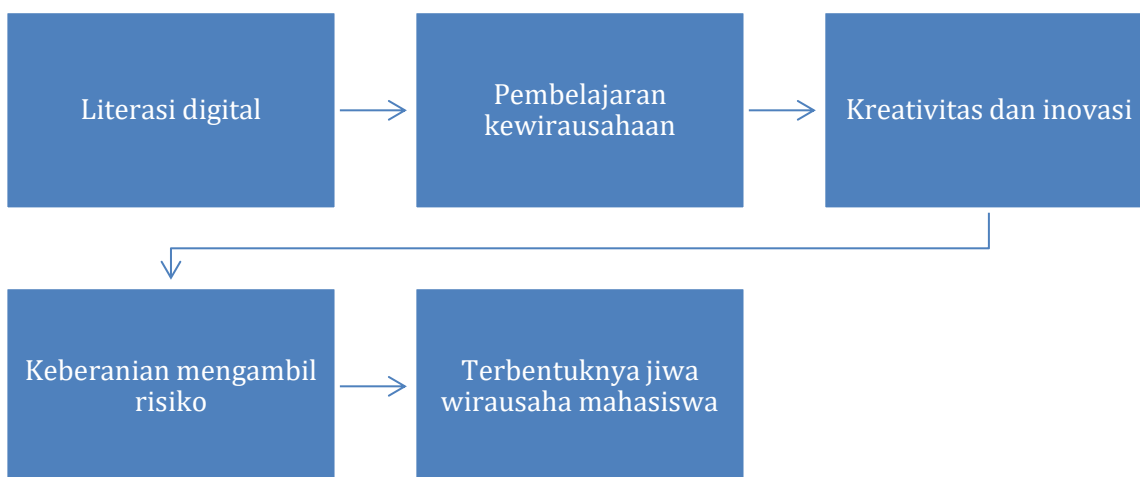 Literasi digital
Pembelajaran
kewirausahaan
Kreativitas dan inovasi
Keberanian mengambil
risiko
Terbentuknya jiwa
wirausaha mahasiswa